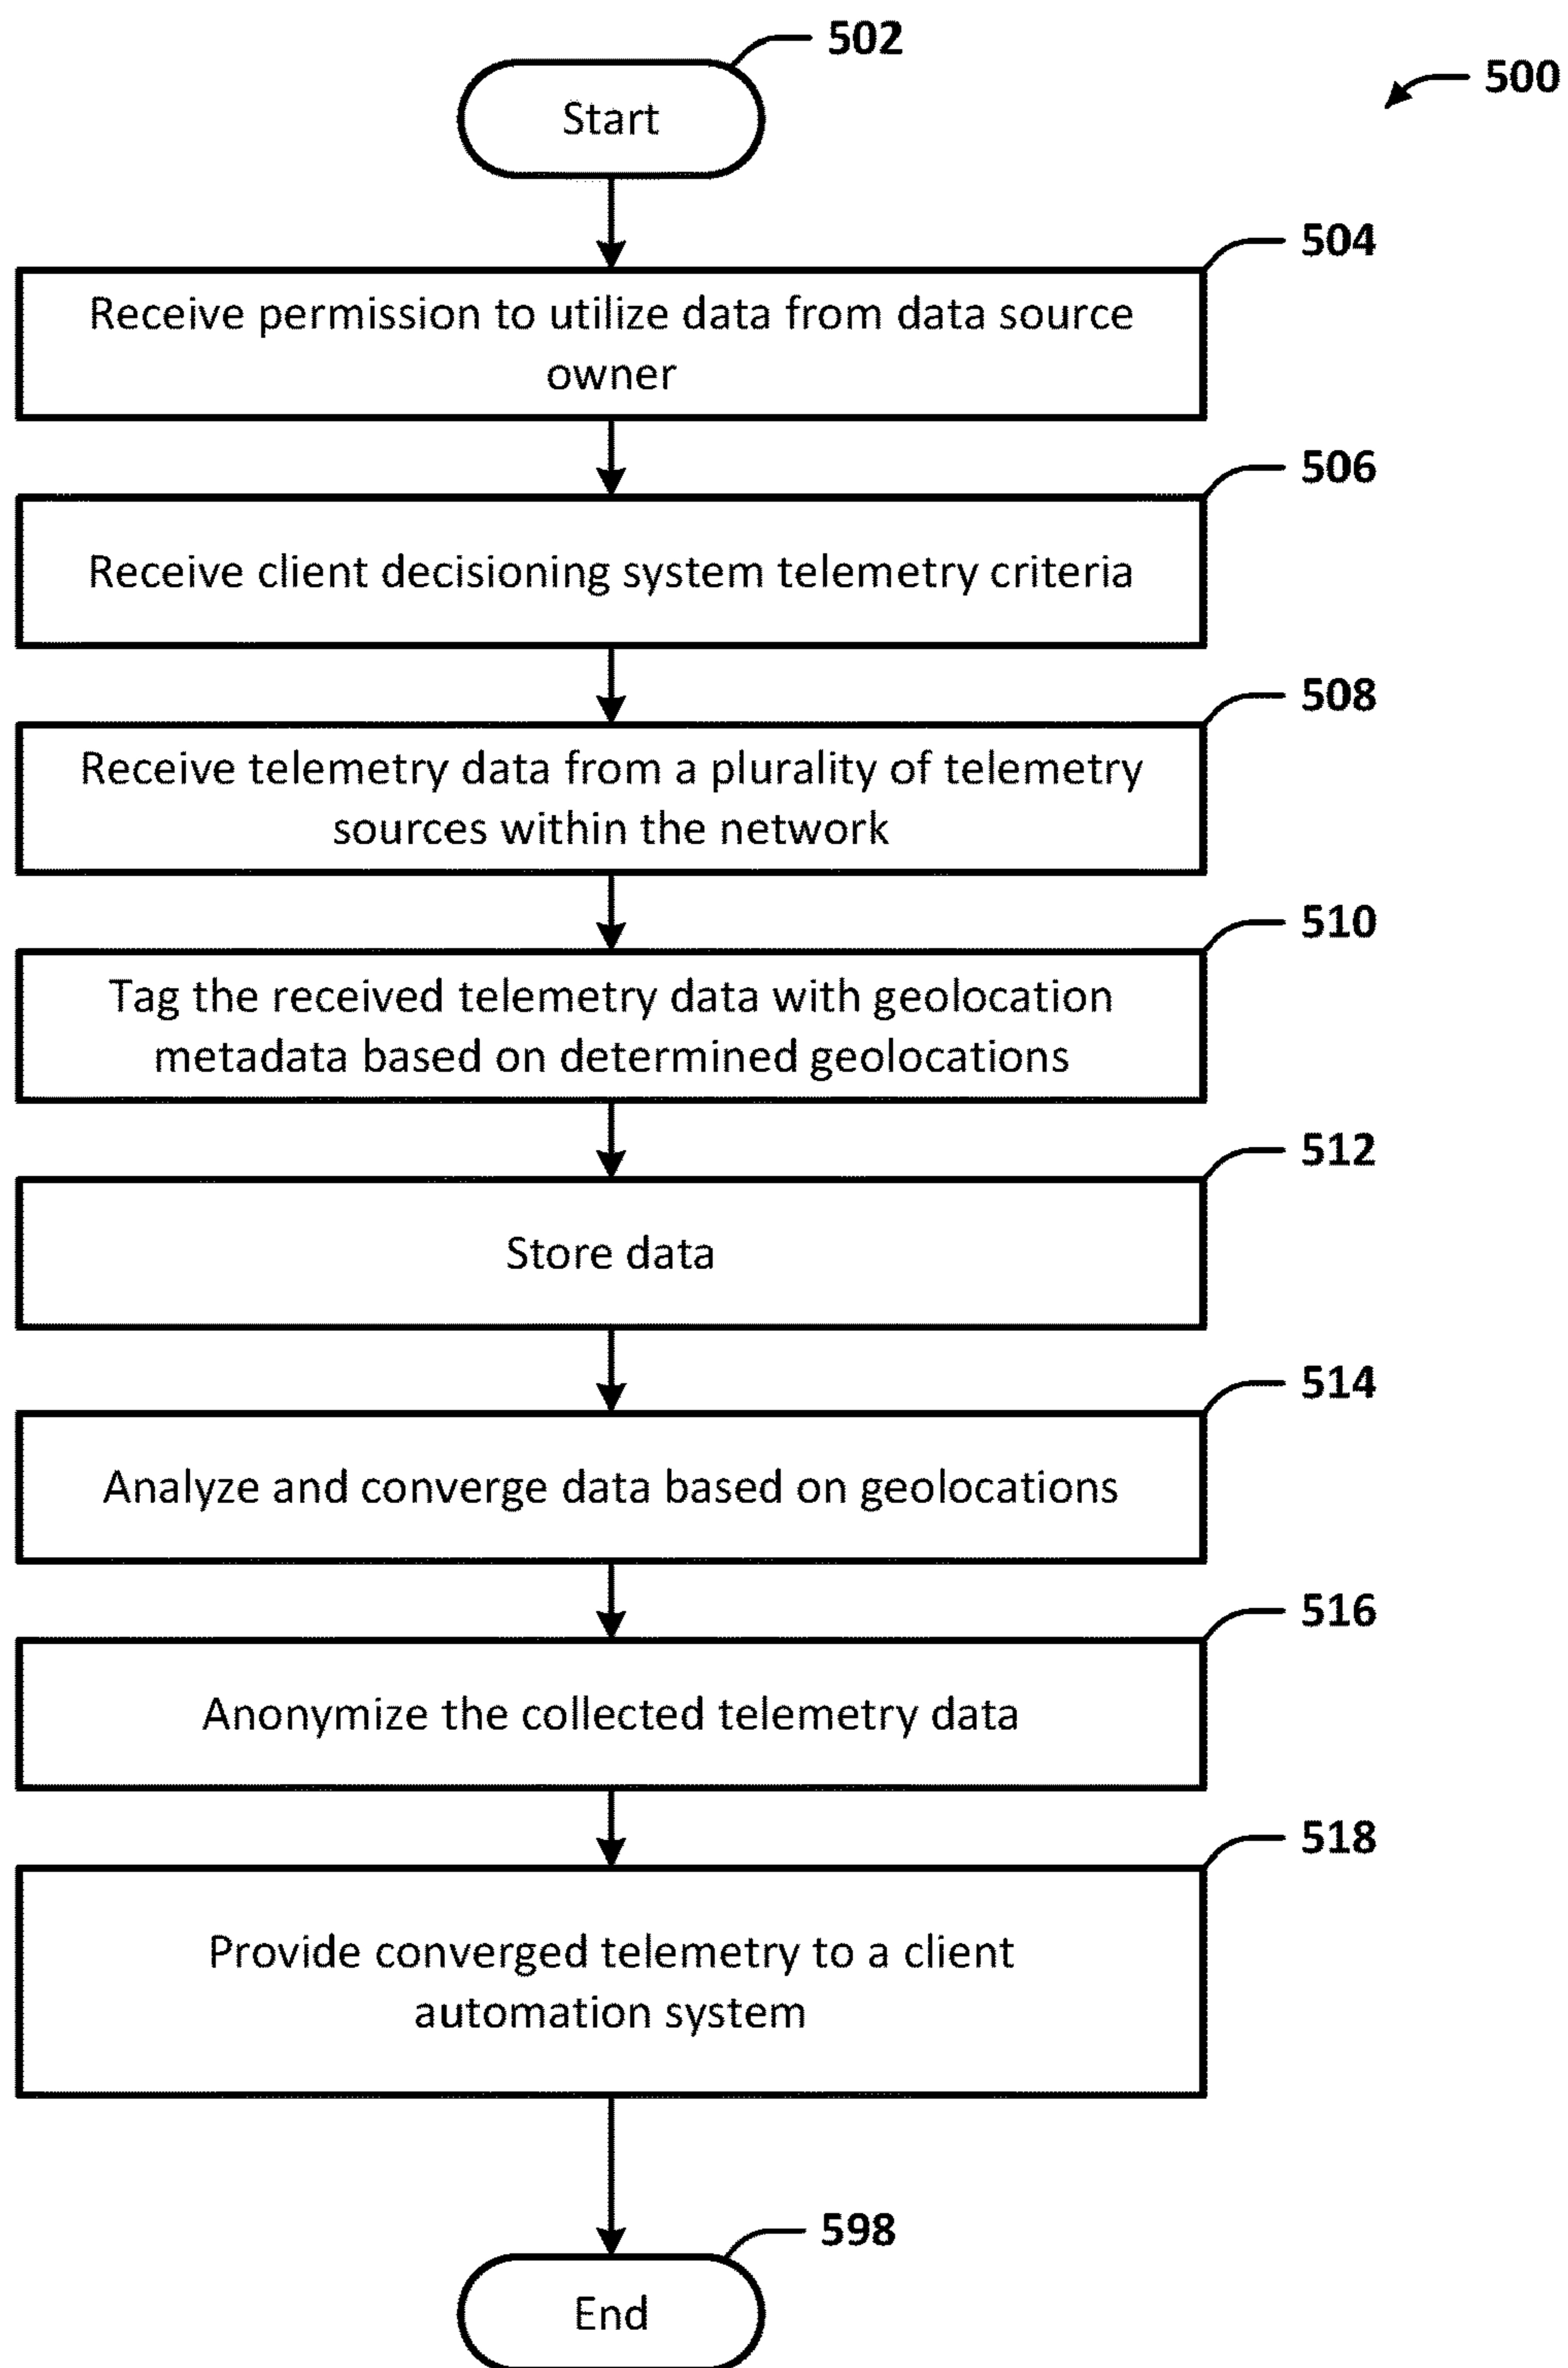 502
500
Start
504
Receive permission to utilize data from data source
owner
506
Receive client decisioning system telemetry criteria
508
Receive telemetry data from a plurality of telemetry
sources within the network
510
Tag the received telemetry data with geolocation
metadata based on determined geolocations
512
Store data
514
Analyze and converge data based on geolocations
516
Anonymize the collected telemetry data
518
Provide converged telemetry to a client
automation system
598
End